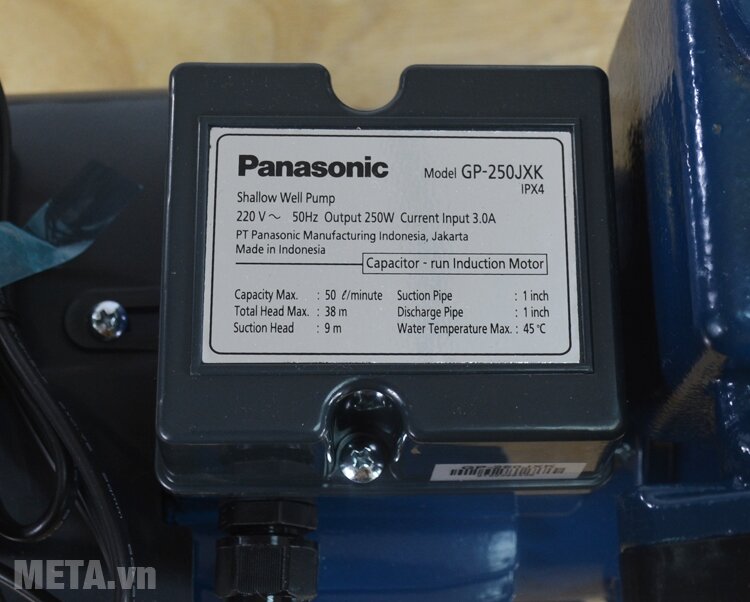 Panasonic Model GP-250JXK
IPX4
Shallow Well Pump
220 V ~ 50Hz Output 250W Current Input 3.0A
PT Panasonic Manufacturing Indonesia, Jakarta
Made in Indonesia
Capacitor - run Induction Motor
Capacity Max. : 50 ℓ/minute Suction Pipe : 1 inch
Total Head Max. : 38 m Discharge Pipe : 1 inch
Suction Head : 9 m Water Temperature Max. : 45 °C
META.vn